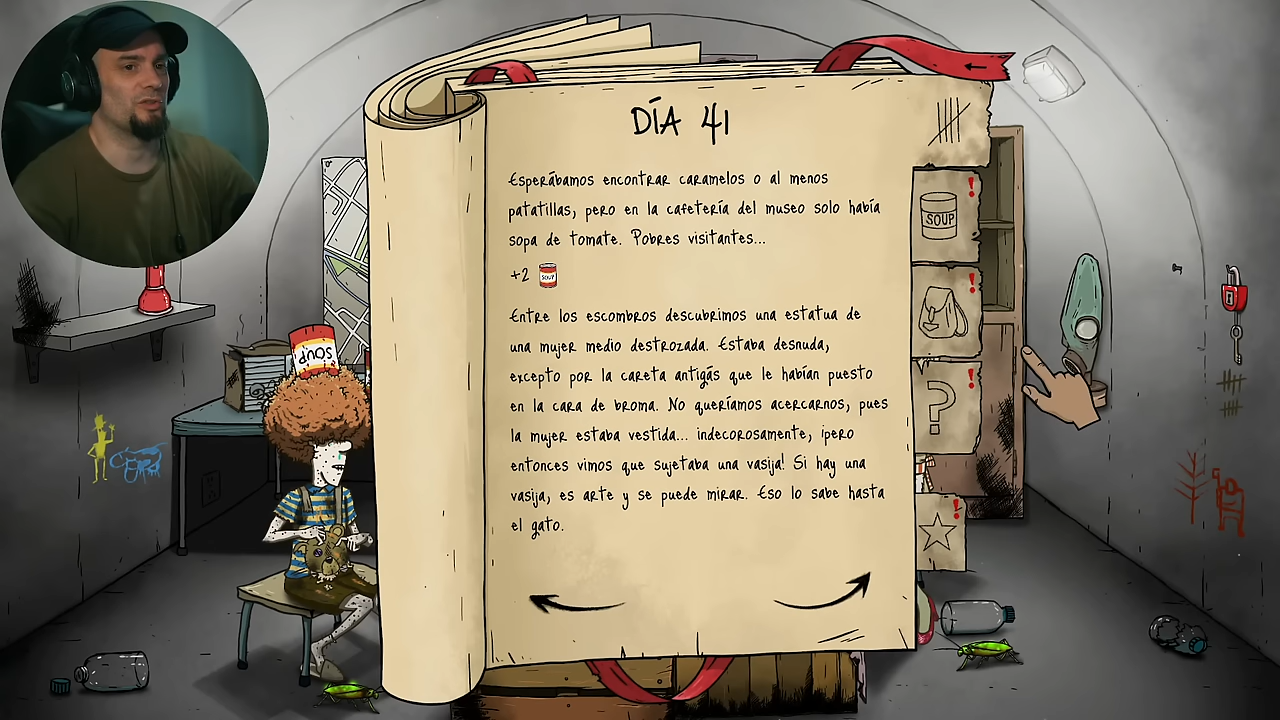 DÍA 41
Esperábamos encontrar caramelos o al menos
patatillas, pero en la cafetería del museo solo había
sopa de tomate. Pobres visitantes...
+2 SOUP
Entre los escombros descubrimos una estatua de
una mujer medio destrozada. Estaba desnuda,
excepto por la careta antigás que le habían puesto
en la cara de broma. No queríamos acercarnos, pues
la mujer estaba vestida... indecorosamente, ¡pero
entonces vimos que sujetaba una vasija! Si hay una
vasija, es arte y se puede mirar. Eso lo sabe hasta
el gato.
SOUP
!
!
?
!
!
SOUP